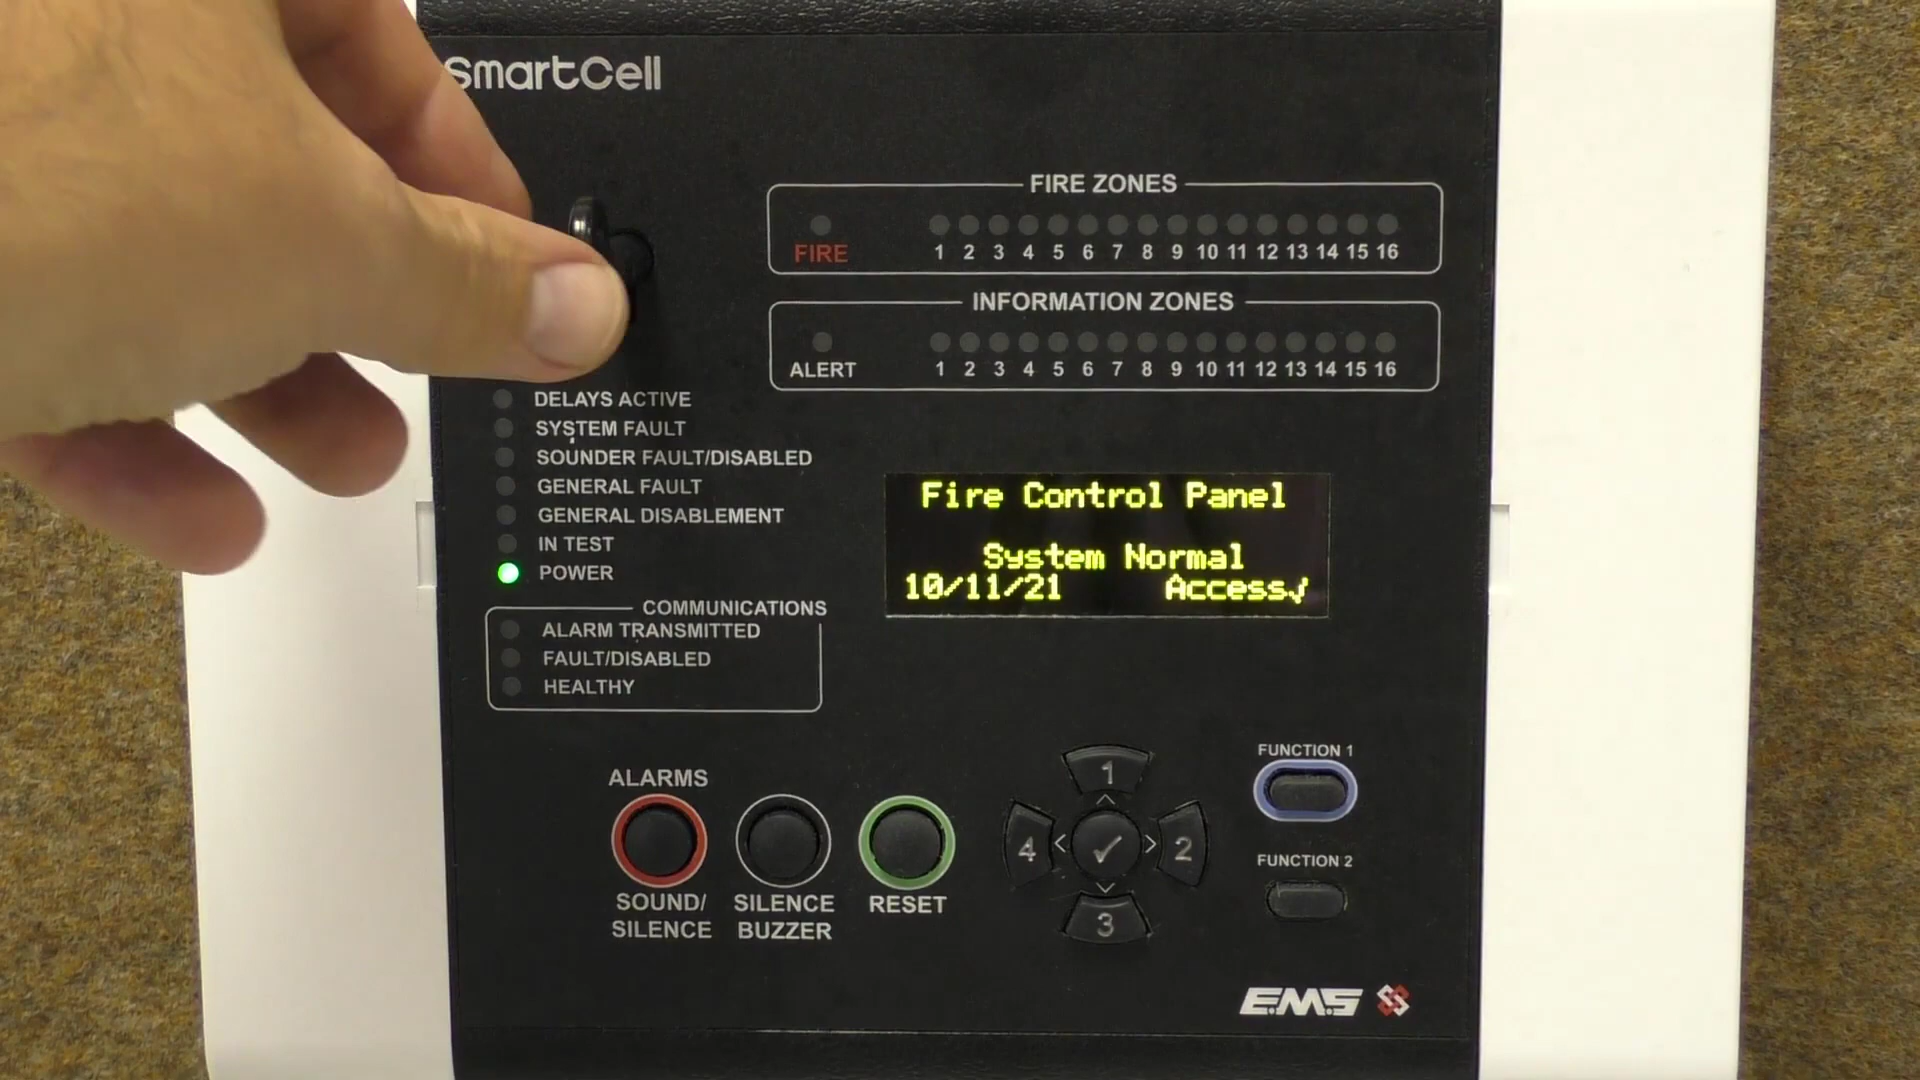 SmartCell
FIRE ZONES
FIRE
1 2 3 4 5 6 7 8 9 10 11 12 13 14 15 16
INFORMATION ZONES
ALERT
1 2 3 4 5 6 7 8 9 10 11 12 13 14 15 16
DELAYS ACTIVE
SYSTEM FAULT
SOUNDER FAULT/DISABLED
GENERAL FAULT
GENERAL DISABLEMENT
IN TEST
POWER
Fire Control Panel
System Normal
10/11/21 Access✓
COMMUNICATIONS
ALARM TRANSMITTED
FAULT/DISABLED
HEALTHY
ALARMS
SOUND/
SILENCE
SILENCE
BUZZER
RESET
1
4 < ✓ > 2
3
FUNCTION 1
FUNCTION 2
EMS